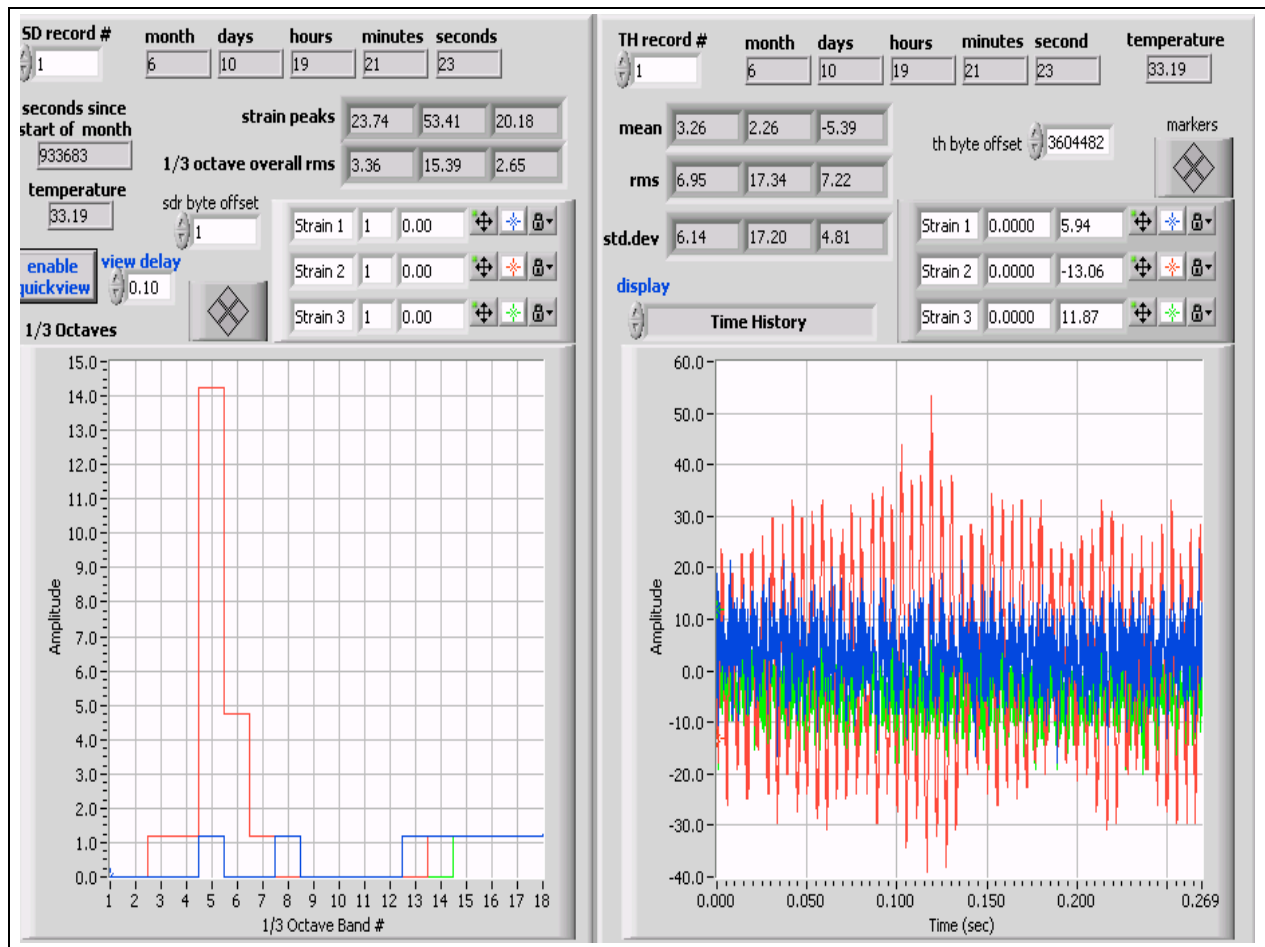 SD record #
month days hours minutes seconds
1
6 10 19 21 23
seconds since
start of month
933683
strain peaks 23.74 53.41 20.18
1/3 octave overall rms 3.36 15.39 2.65
temperature
33.19
sdr byte offset
1
enable
quickview
view delay
0.10
Strain 1 1 0.00
Strain 2 1 0.00
Strain 3 1 0.00
1/3 Octaves
15.0
14.0
13.0
12.0
11.0
10.0
9.0
8.0
7.0
6.0
5.0
4.0
3.0
2.0
1.0
0.0
Amplitude
1 2 3 4 5 6 7 8 9 10 11 12 13 14 15 16 17 18
1/3 Octave Band #
TH record #
month days hours minutes second temperature
1
6 10 19 21 23 33.19
mean 3.26 2.26 -5.39
rms 6.95 17.34 7.22
std.dev 6.14 17.20 4.81
th byte offset 3604482
markers
display
Time History
Strain 1 0.0000 5.94
Strain 2 0.0000 -13.06
Strain 3 0.0000 11.87
60.0
50.0
40.0
30.0
20.0
10.0
0.0
-10.0
-20.0
-30.0
-40.0
Amplitude
0.000 0.050 0.100 0.150 0.200 0.269
Time (sec)